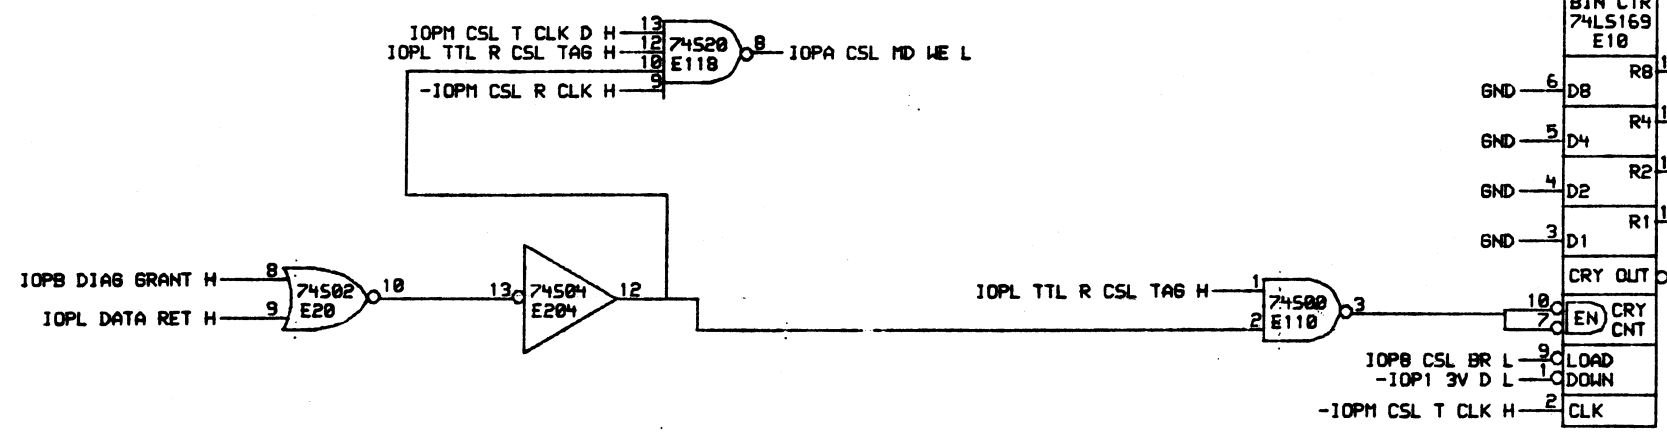 IOPM CSL T CLK D H 13
IOPL TTL R CSL TAG H 12
10
-IOPM CSL R CLK H 9
74S20
E118
8 IOPA CSL MD WE L
IOPB DIAG GRANT H 8
IOPL DATA RET H 9
74S02
E20
10
13
74S04
E204
12
IOPL TTL R CSL TAG H 1
2
74S00
E110
3
BIN CTR
74LS169
E10
GND 6 D8 R8
GND 5 D4 R4
GND 4 D2 R2
GND 3 D1 R1
CRY OUT
10 EN CRY
7 CNT
IOPB CSL BR L 9 LOAD
-IOP1 3V D L 1 DOWN
-IOPM CSL T CLK H 2 CLK